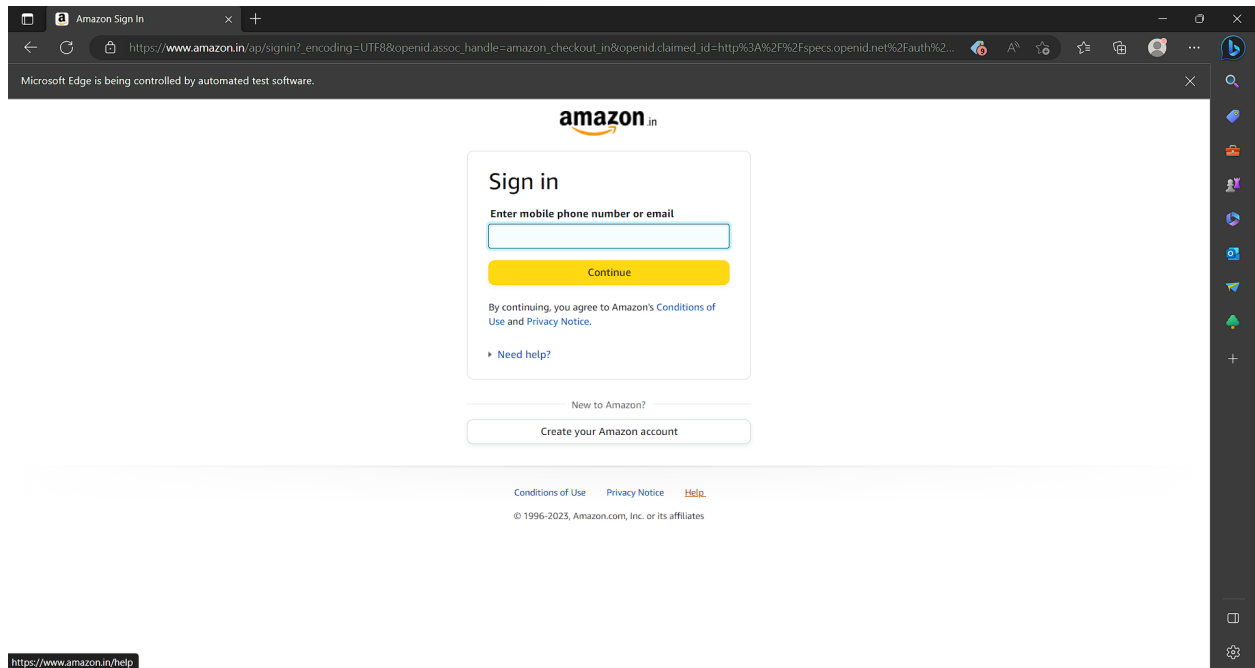 Amazon Sign In
https://www.amazon.in/ap/signin?_encoding=UTF8&openid.assoc_handle=amazon_checkout_in&openid.claimed_id=http%3A%2F%2Fspecs.openid.net%2Fauth%2...
9
Microsoft Edge is being controlled by automated test software.
amazon.in
Sign in
Enter mobile phone number or email
Continue
By continuing, you agree to Amazon's Conditions of
Use and Privacy Notice.
Need help?
New to Amazon?
Create your Amazon account
Conditions of Use Privacy Notice Help
© 1996-2023, Amazon.com, Inc. or its affiliates
https://www.amazon.in/help